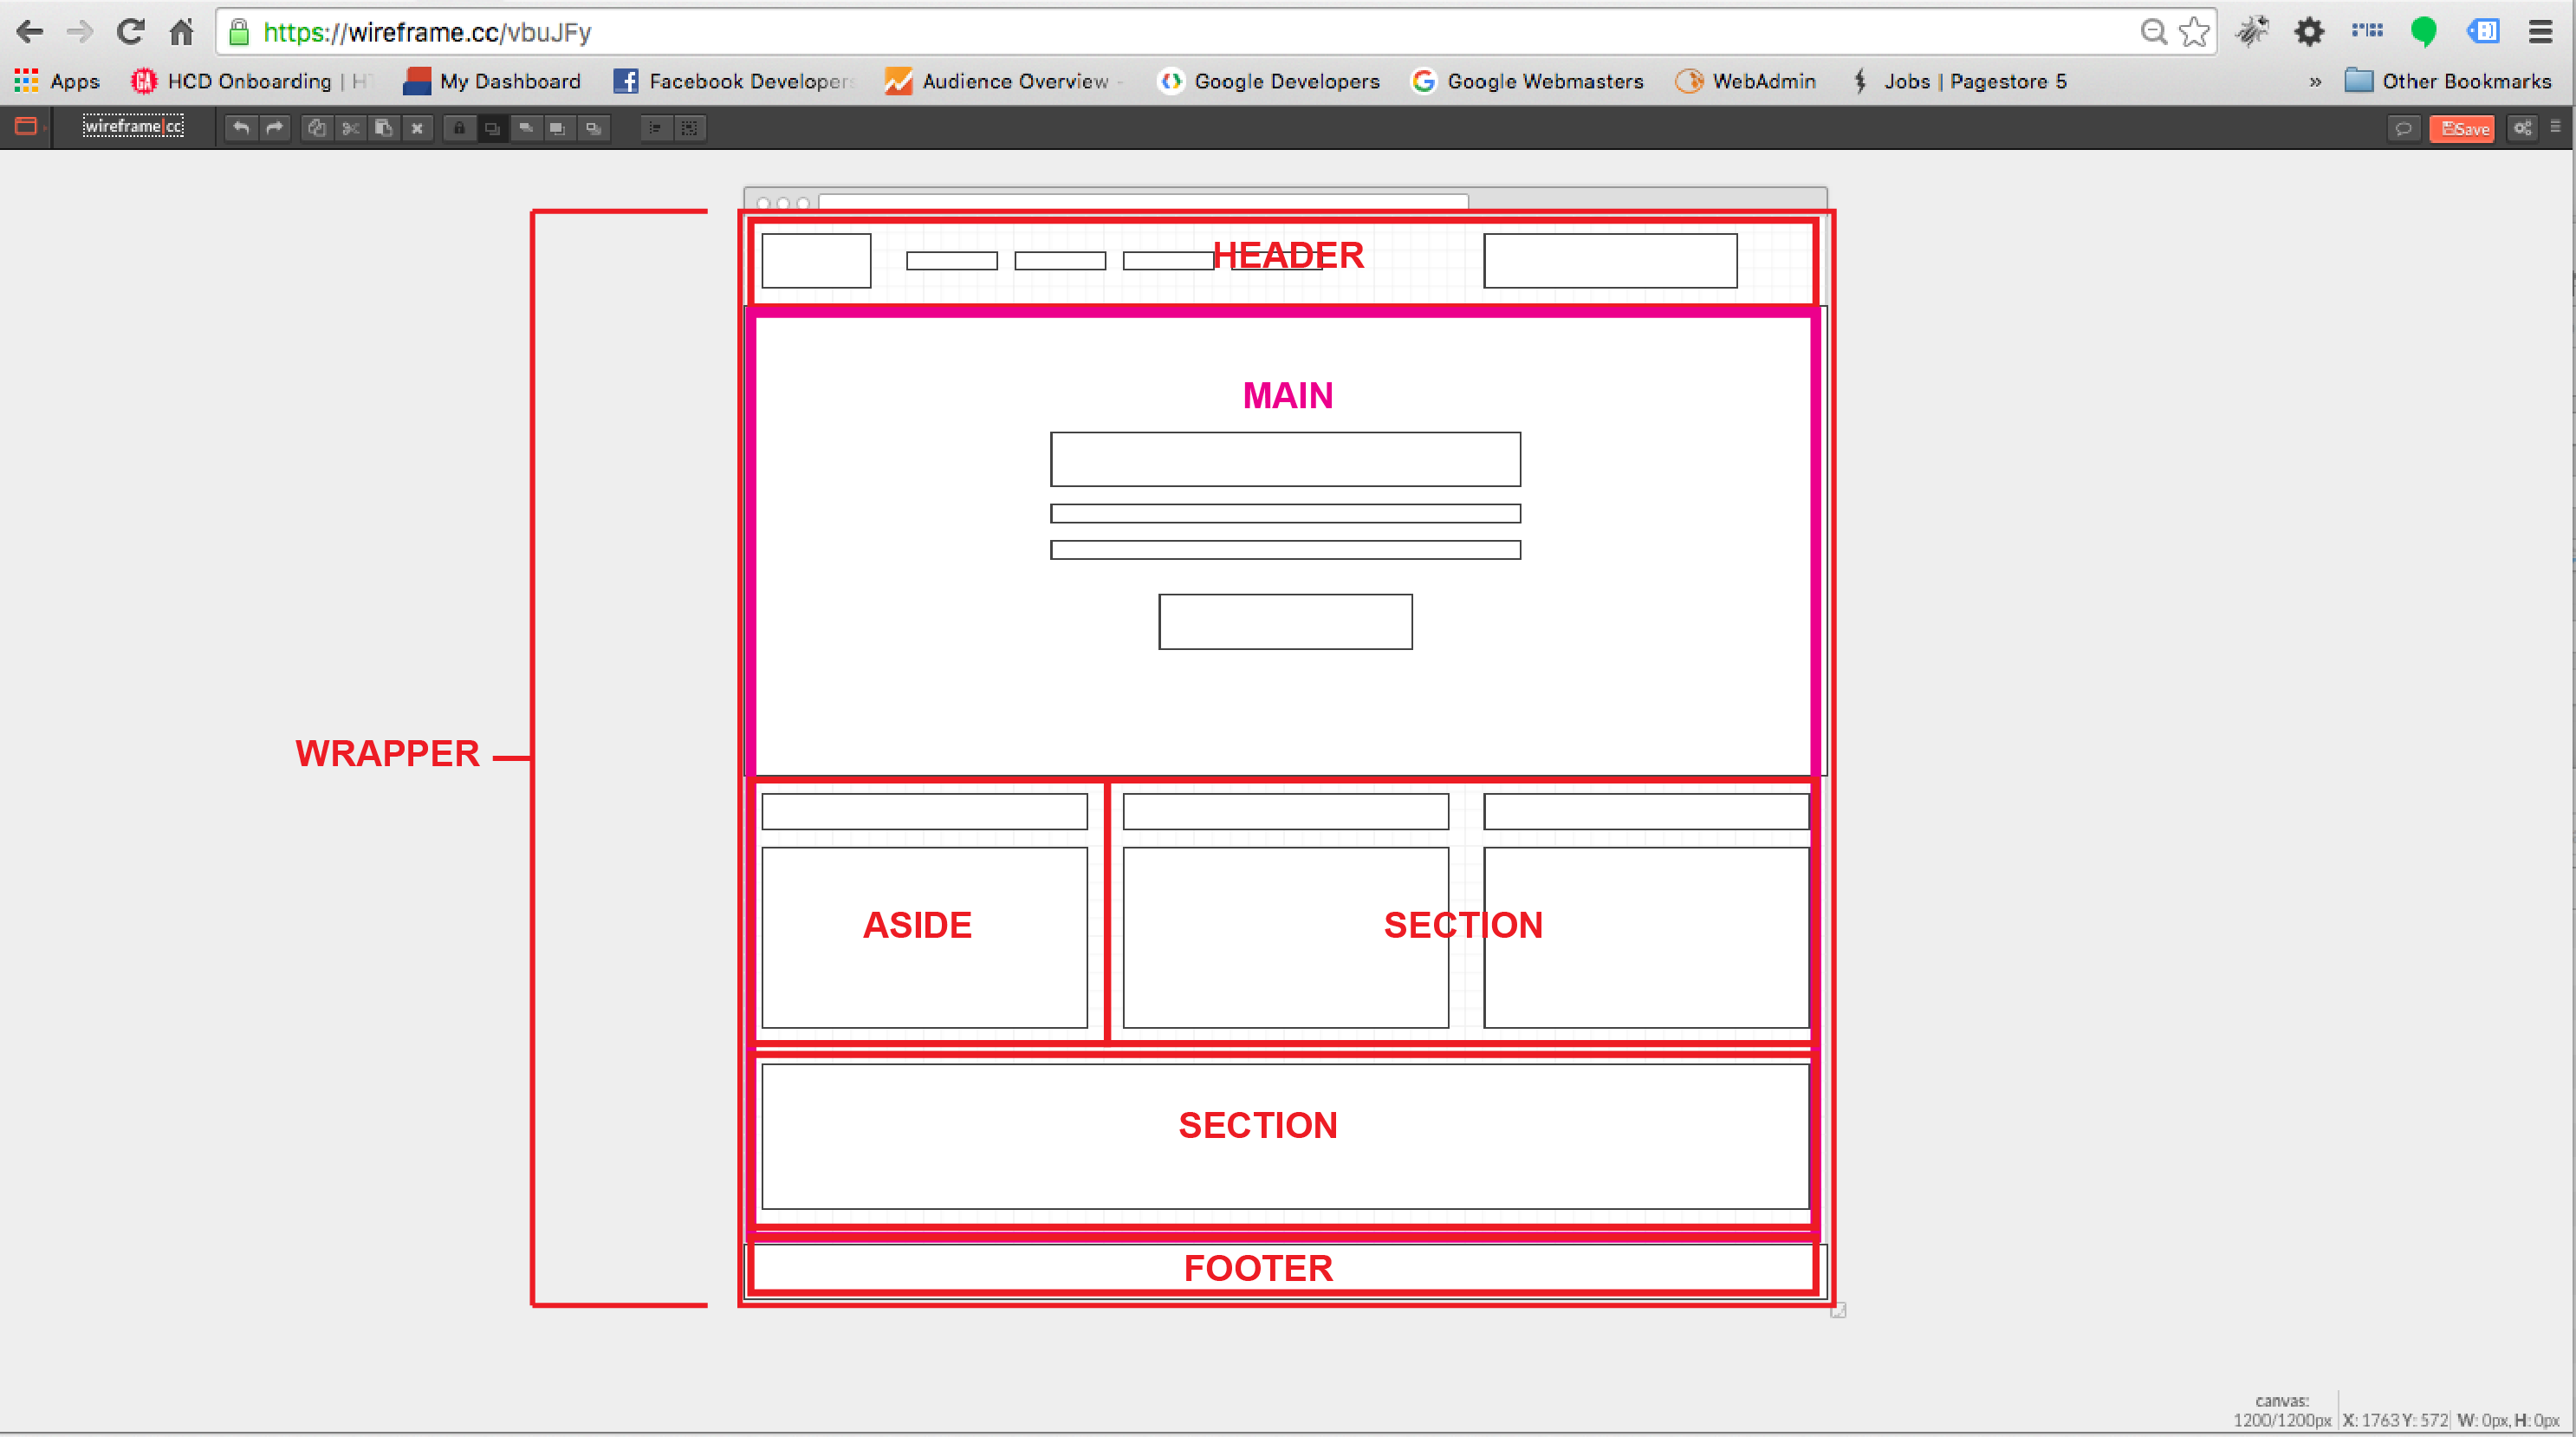 https://wireframe.cc/vbuJFy
Apps HCD Onboarding | HT My Dashboard Facebook Developers Audience Overview - Google Developers Google Webmasters WebAdmin Jobs | Pagestore 5 » Other Bookmarks
wireframe|cc Save
HEADER
MAIN
WRAPPER
ASIDE SECTION
SECTION
FOOTER
canvas:
1200/1200px X: 1763 Y: 572 W: 0px, H: 0px